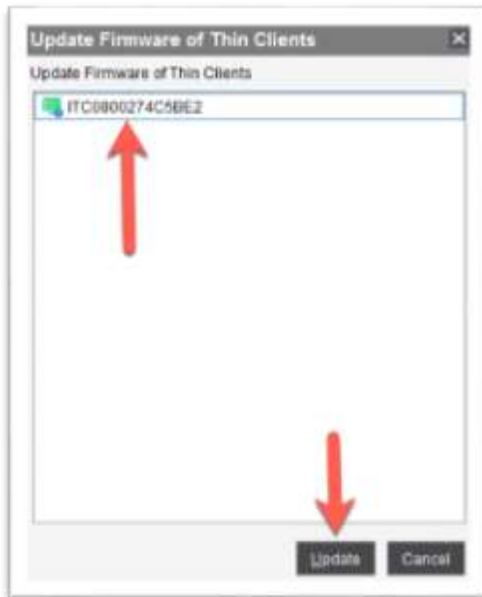 Update Firmware of Thin Clients
Update Firmware of Thin Clients
ITC0800274C5BE2
Update Cancel